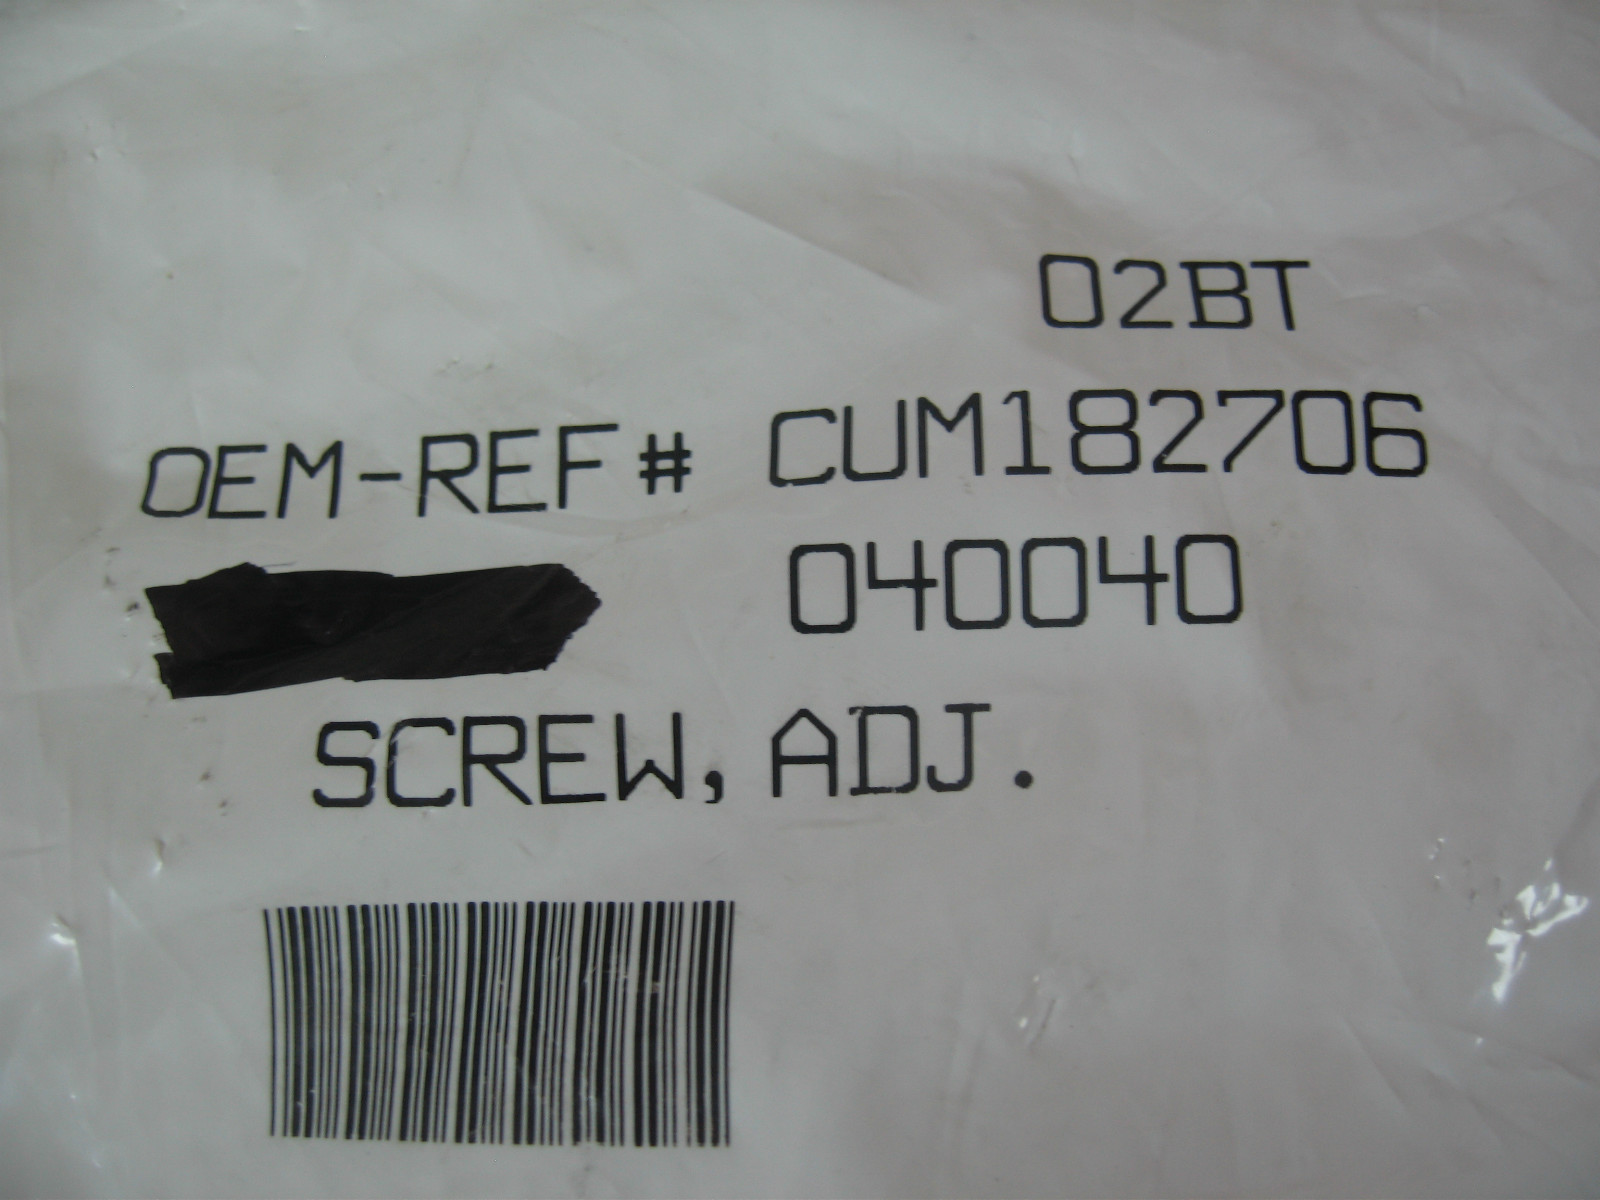 02BT
OEM-REF# CUM182706
040040
SCREW, ADJ.